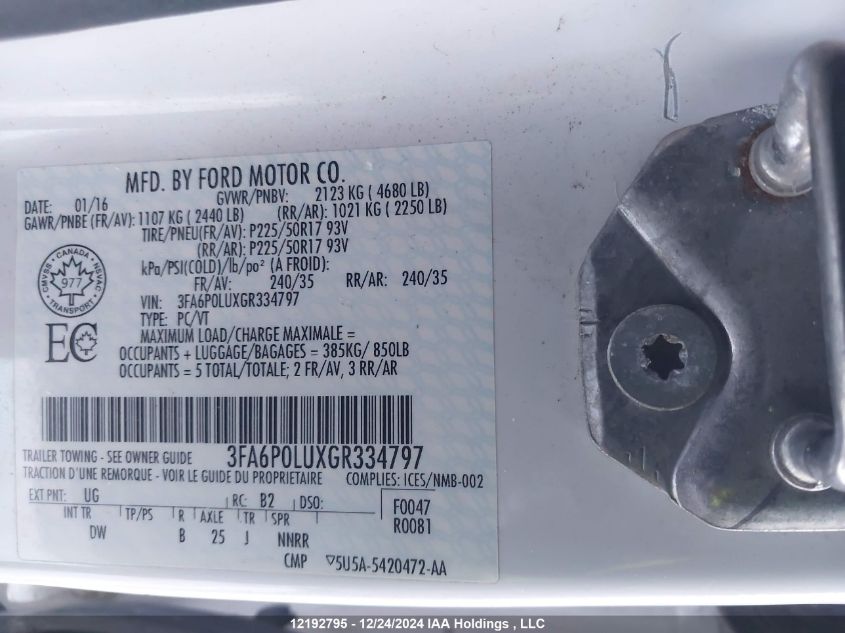 MFD. BY FORD MOTOR CO.
DATE: 01/16 GVWR/PNBV: 2123 KG ( 4680 LB)
GAWR/PNBE (FR/AV): 1107 KG ( 2440 LB) (RR/AR): 1021 KG ( 2250 LB)
TIRE/PNEU(FR/AV): P225/50R17 93V
(RR/AR): P225/50R17 93V
kPa/PSI(COLD)/lb/po² (A FROID):
FR/AV: 240/35 RR/AR: 240/35
VIN: 3FA6P0LUXGR334797
TYPE: PC/VT
MAXIMUM LOAD/CHARGE MAXIMALE =
OCCUPANTS + LUGGAGE/BAGAGES = 385KG/ 850LB
OCCUPANTS = 5 TOTAL/TOTALE; 2 FR/AV, 3 RR/AR
CANADA
CMVSS 977 NSVAC
TRANSPORT
EC
TRAILER TOWING - SEE OWNER GUIDE 3FA6P0LUXGR334797
TRACTION D'UNE REMORQUE - VOIR LE GUIDE DU PROPRIETAIRE COMPLIES: ICES/NMB-002
EXT PNT: UG RC: B2 DSO: F0047
INT TR TP/PS R AXLE TR SPR R0081
DW B 25 J NNRR
CMP ▽5U5A-5420472-AA
12192795 - 12/24/2024 IAA Holdings , LLC